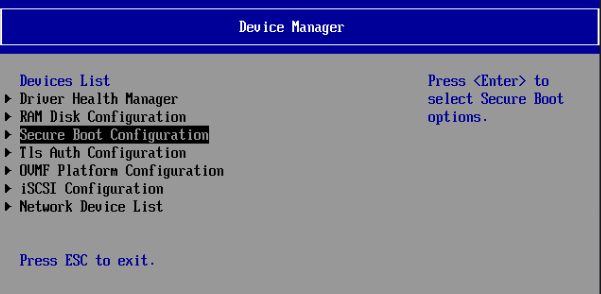 Device Manager
Devices List
Driver Health Manager
RAM Disk Configuration
Secure Boot Configuration
Tls Auth Configuration
OVMF Platform Configuration
iSCSI Configuration
Network Device List
Press ESC to exit.
Press <Enter> to
select Secure Boot
options.